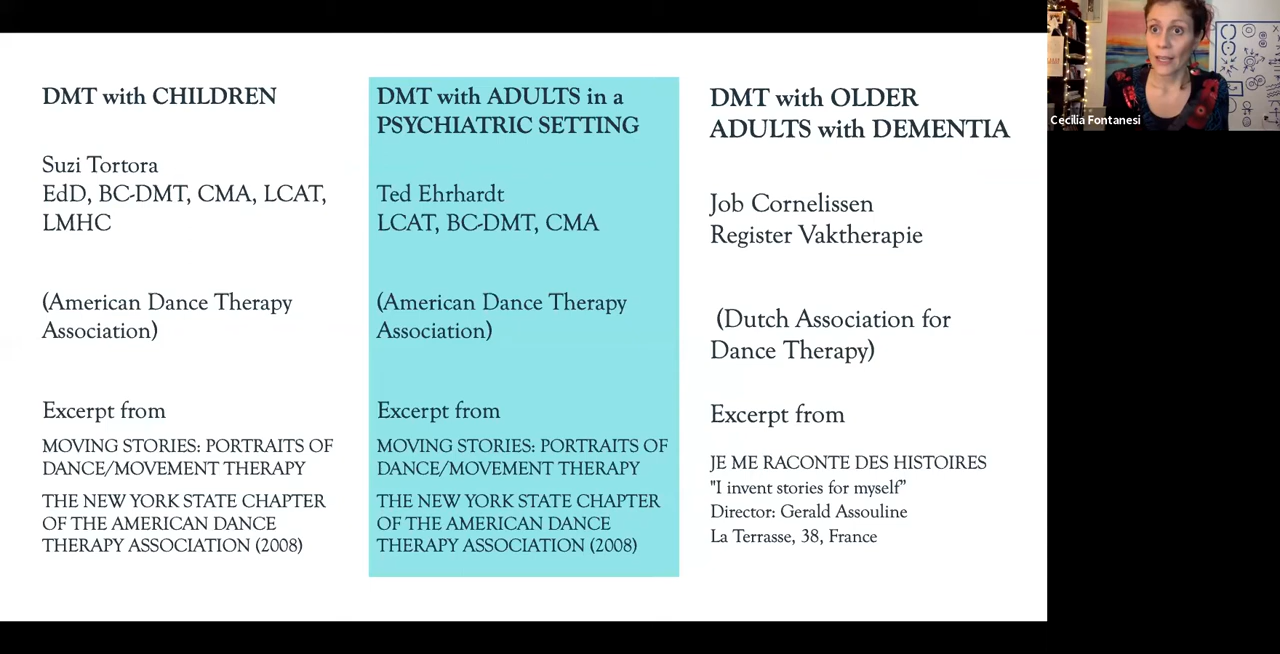 DMT with CHILDREN
Suzi Tortora
EdD, BC-DMT, CMA, LCAT,
LMHC
(American Dance Therapy
Association)
Excerpt from
MOVING STORIES: PORTRAITS OF
DANCE/MOVEMENT THERAPY
THE NEW YORK STATE CHAPTER
OF THE AMERICAN DANCE
THERAPY ASSOCIATION (2008)
DMT with ADULTS in a
PSYCHIATRIC SETTING
Ted Ehrhardt
LCAT, BC-DMT, CMA
(American Dance Therapy
Association)
Excerpt from
MOVING STORIES: PORTRAITS OF
DANCE/MOVEMENT THERAPY
THE NEW YORK STATE CHAPTER
OF THE AMERICAN DANCE
THERAPY ASSOCIATION (2008)
DMT with OLDER
ADULTS with DEMENTIA
Job Cornelissen
Register Vaktherapie
(Dutch Association for
Dance Therapy)
Excerpt from
JE ME RACONTE DES HISTOIRES
"I invent stories for myself”
Director: Gerald Assouline
La Terrasse, 38, France
Cecilia Fontanesi